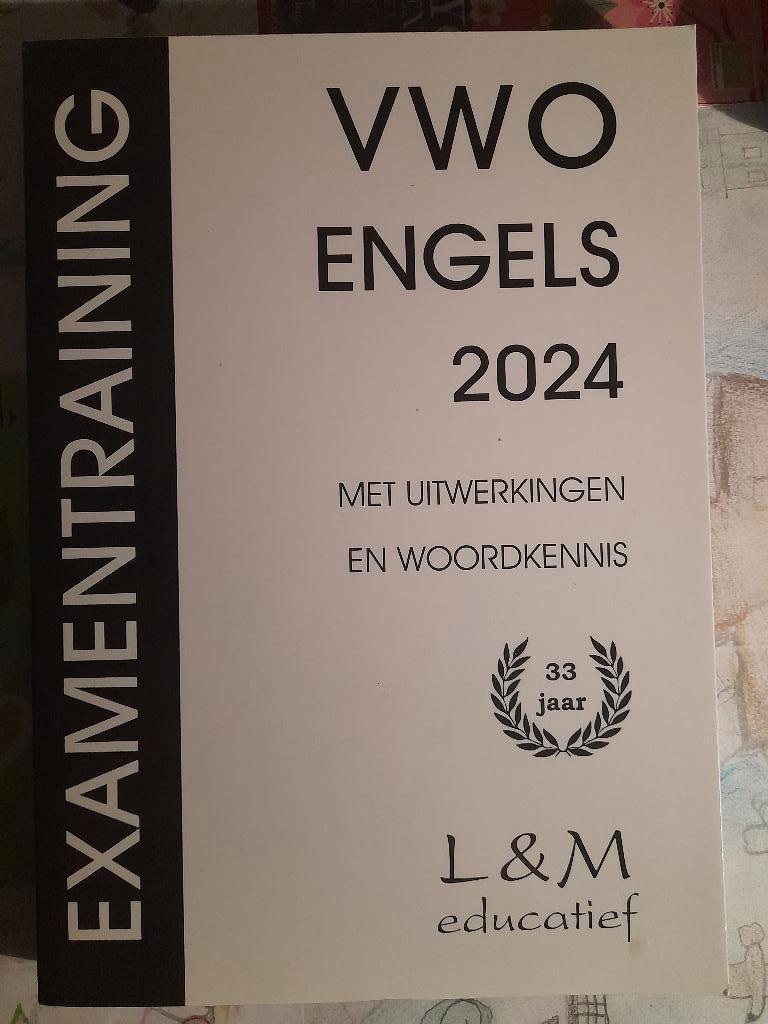 EXAMENTRAINING
VWO
ENGELS
2024
MET UITWERKINGEN
EN WOORDKENNIS
33
jaar
L&M
educatief